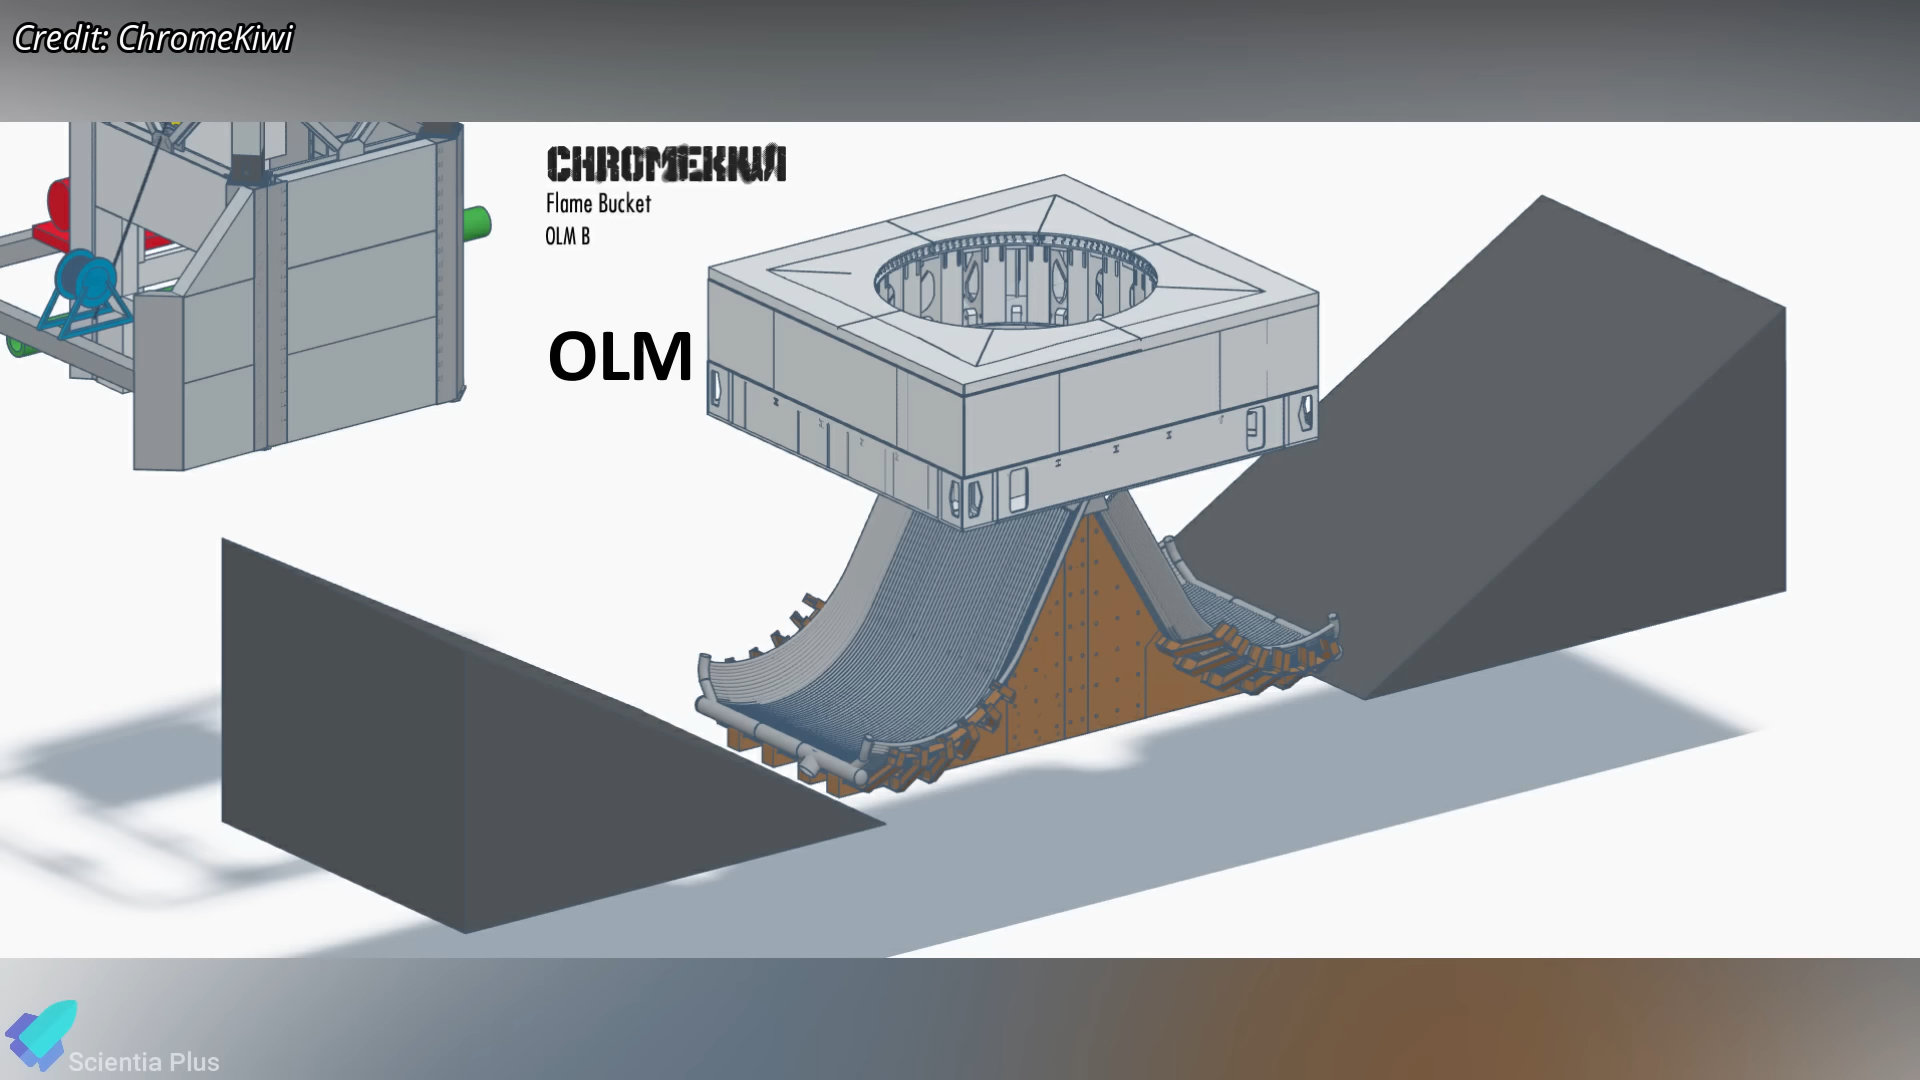 Credit: ChromeKiwi
CHROMEKIWI
Flame Bucket
OLM B
OLM
Scientia Plus